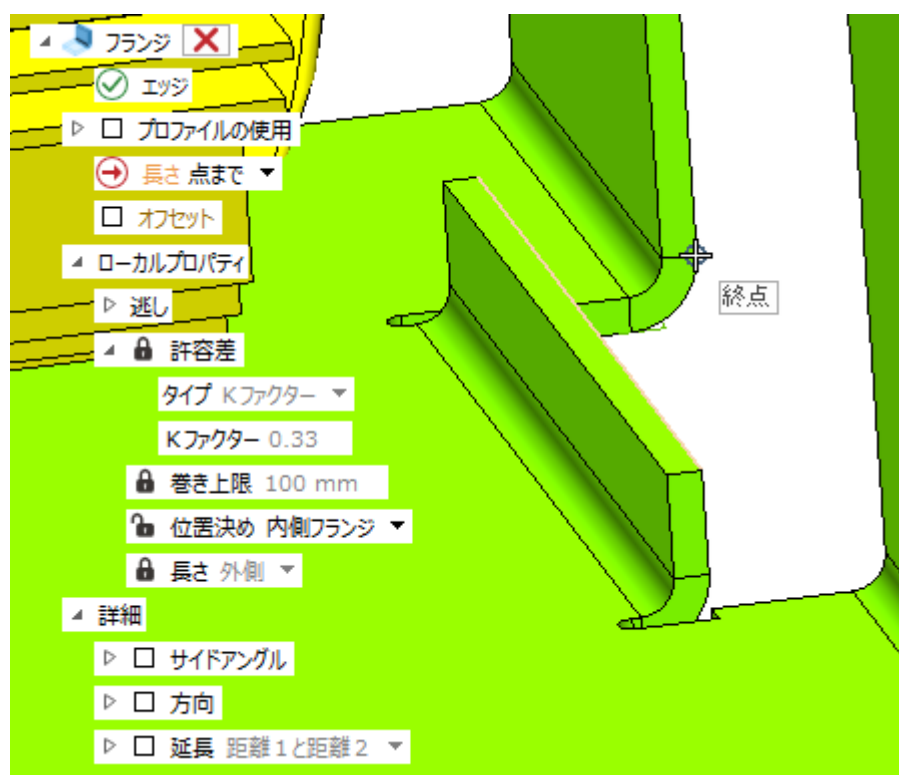 フランジ
エッジ
プロファイルの使用
長さ 点まで
オフセット
ローカルプロパティ
逃し
許容差
タイプ Kファクター
Kファクター 0.33
巻き上限 100 mm
位置決め 内側フランジ
長さ 外側
詳細
サイドアングル
方向
延長 距離1と距離2
終点